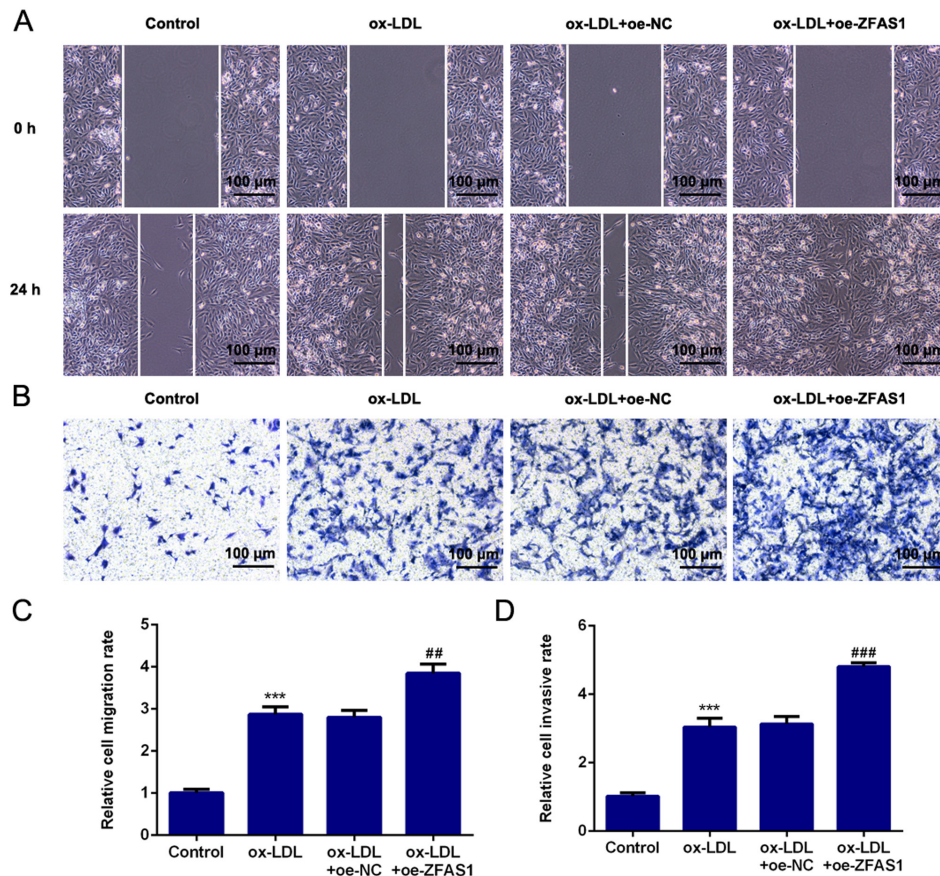 A
Control ox-LDL ox-LDL+oe-NC ox-LDL+oe-ZFAS1
0 h
100 µm 100 µm 100 µm 100 µm
24 h
100 µm 100 µm 100 µm 100 µm
B
Control ox-LDL ox-LDL+oe-NC ox-LDL+oe-ZFAS1
100 µm 100 µm 100 µm 100 µm
C
Relative cell migration rate
5
4
3
2
1
0
***
##
Control ox-LDL ox-LDL ox-LDL
+oe-NC +oe-ZFAS1
D
Relative cell invasive rate
6
4
2
0
***
###
Control ox-LDL ox-LDL ox-LDL
+oe-NC +oe-ZFAS1